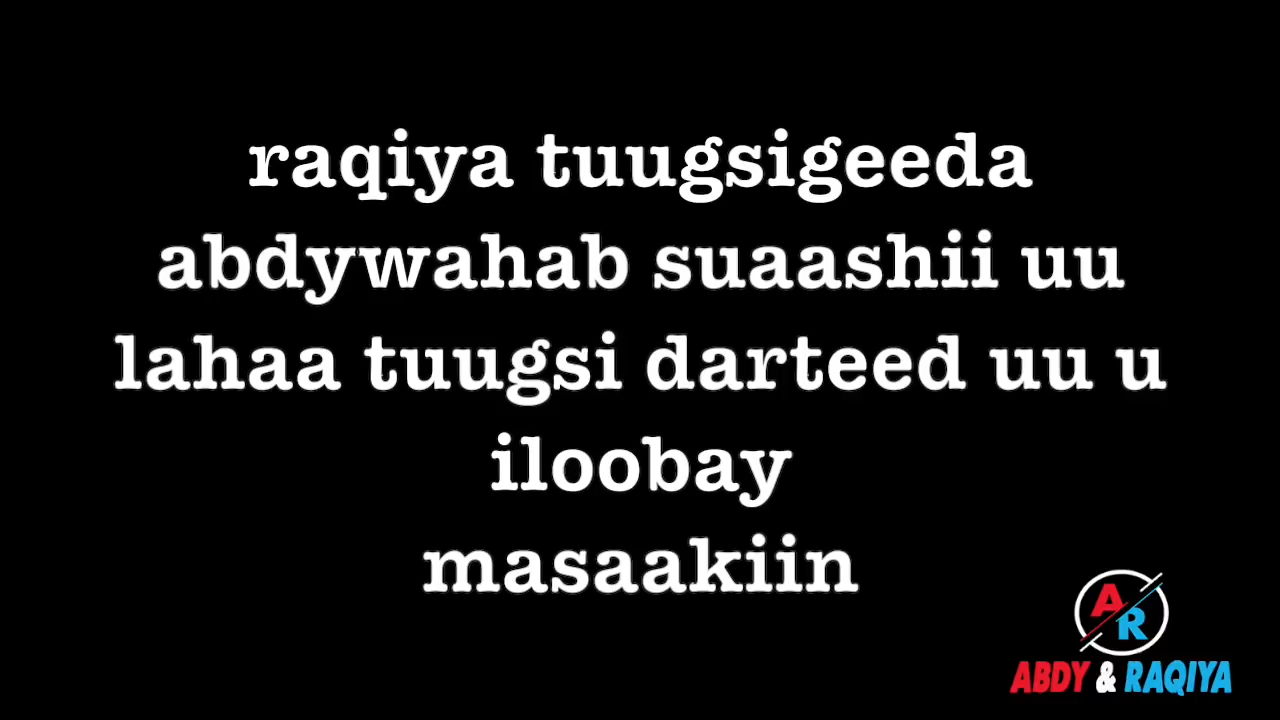 raqiya tuugsigeeda
abdywahab suaashii uu
lahaa tuugsi darteed uu u
iloobay
masaakiin
AR
ABDY & RAQIYA